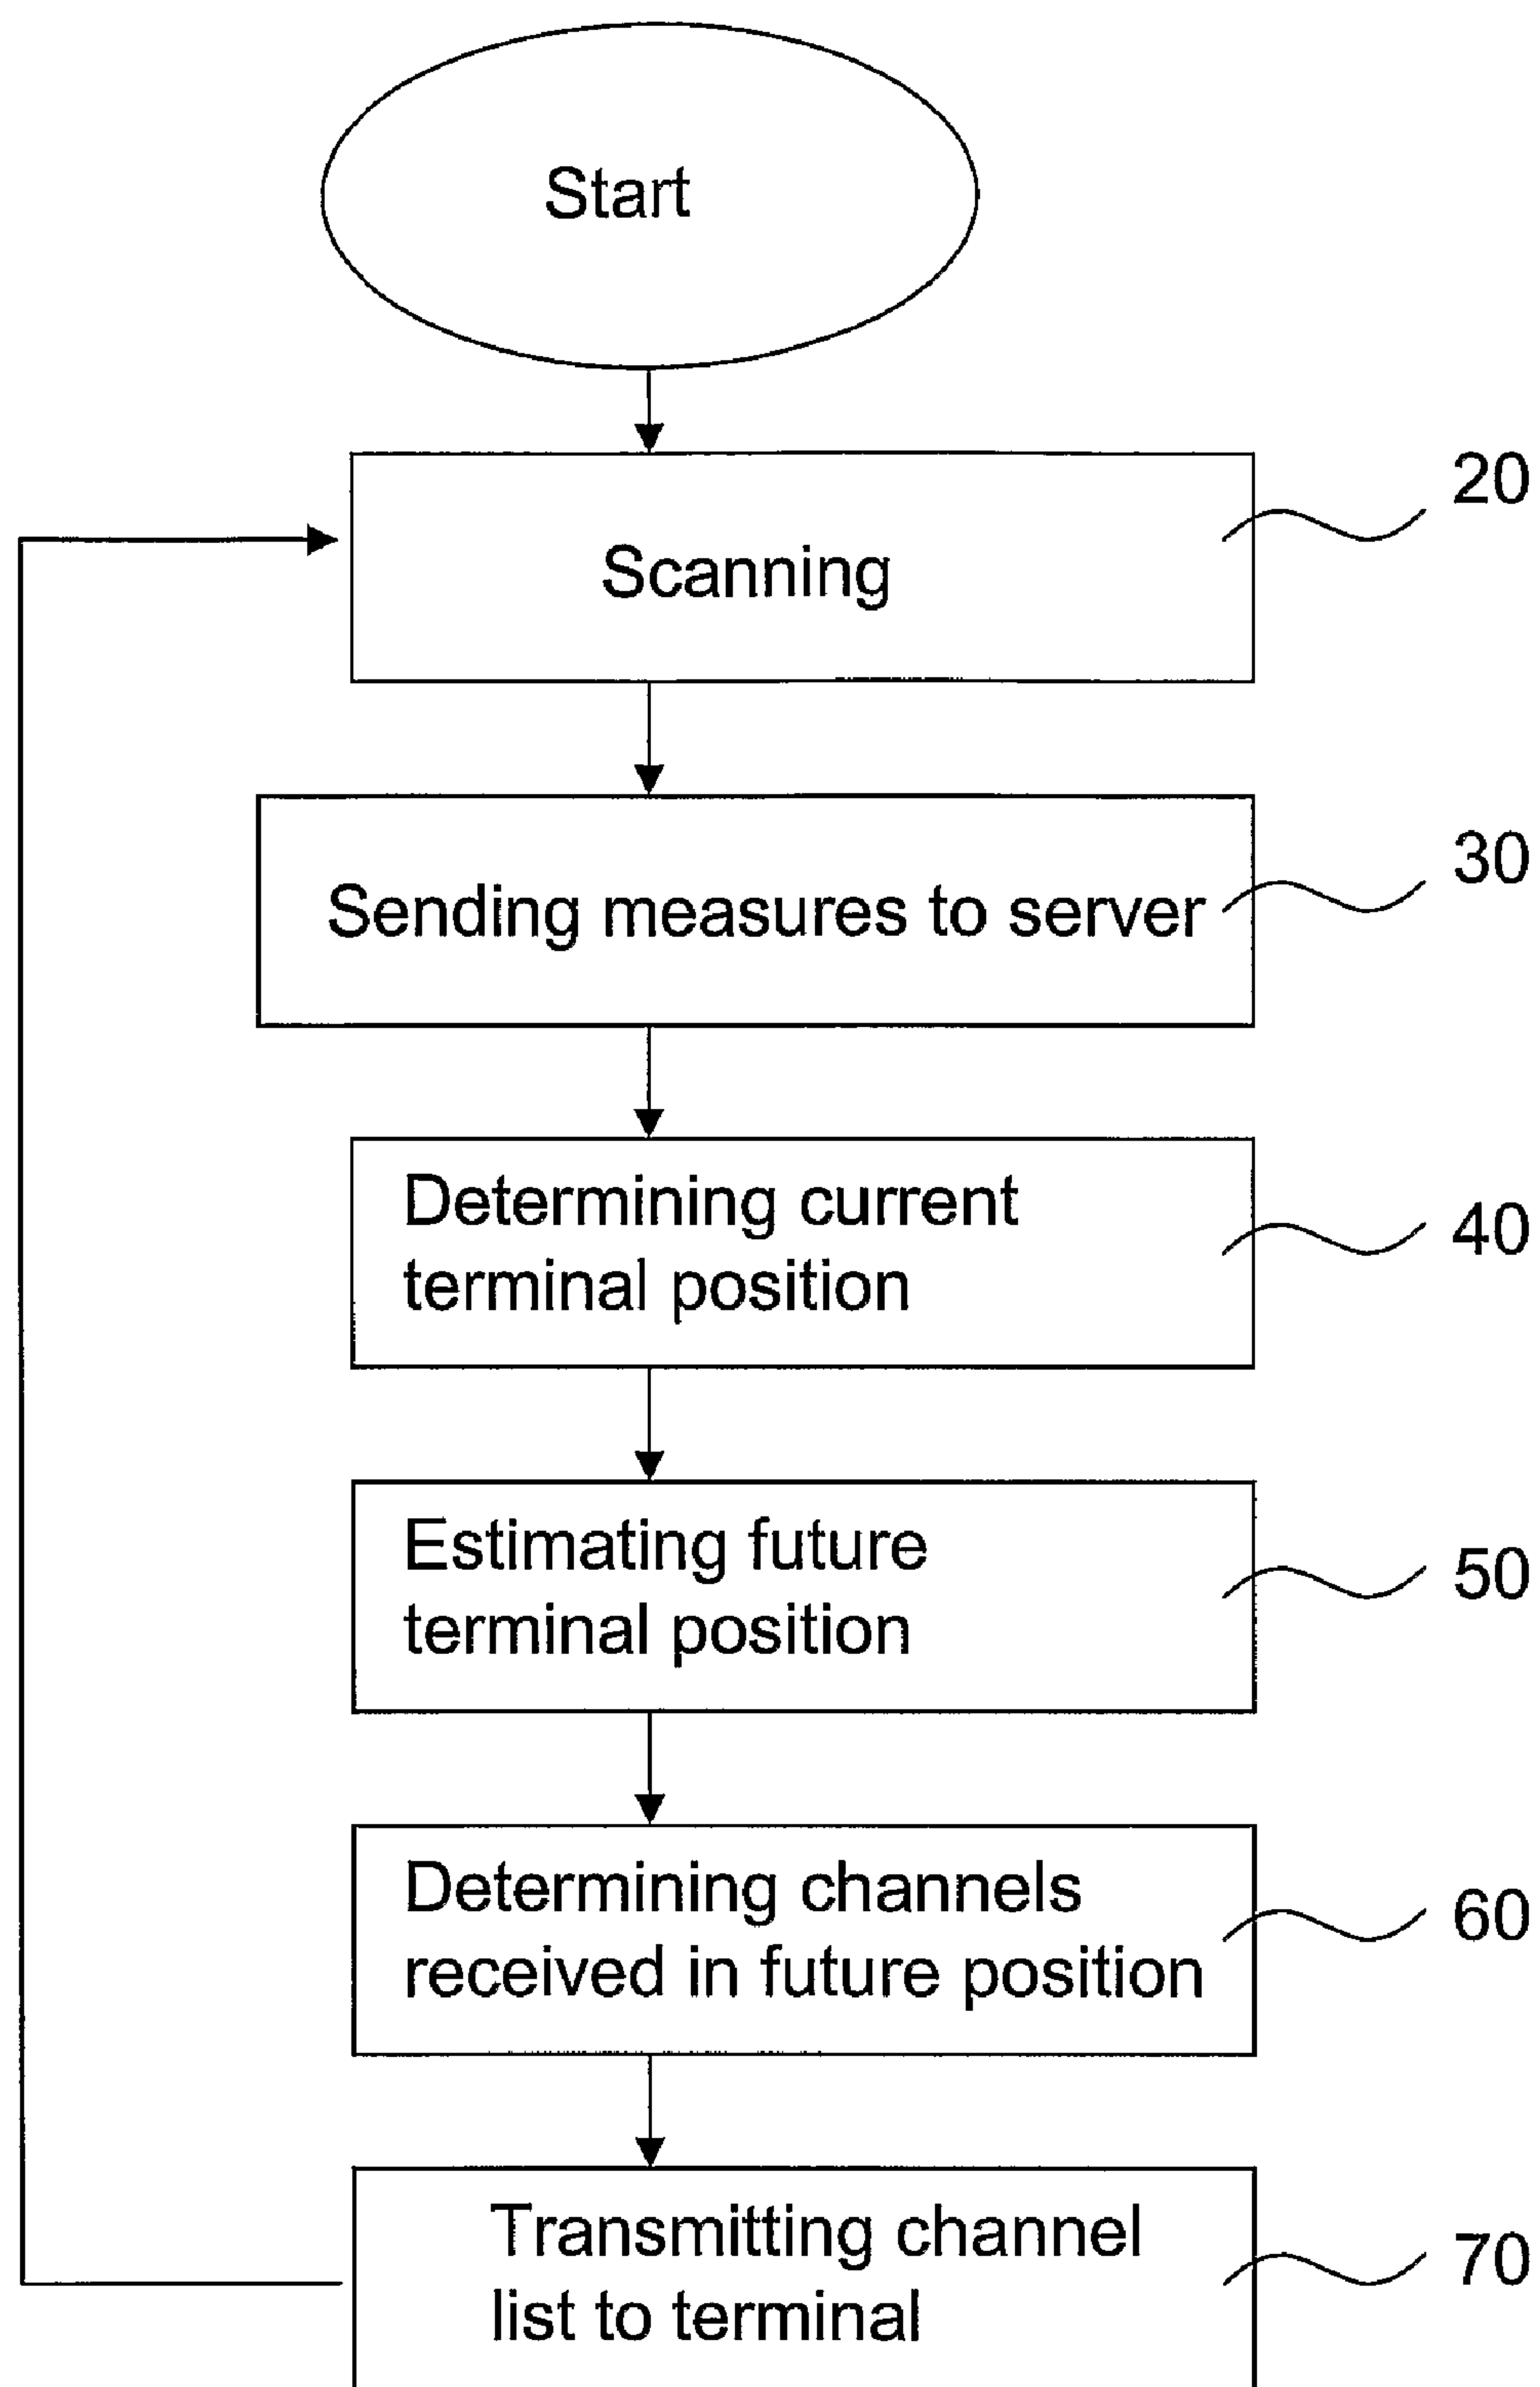 Start
20
Scanning
30
Sending measures to server
Determining current
40
terminal position
Estimating future
50
terminal position
Determining channels
60
received in future position
Transmitting channel
70
list to terminal